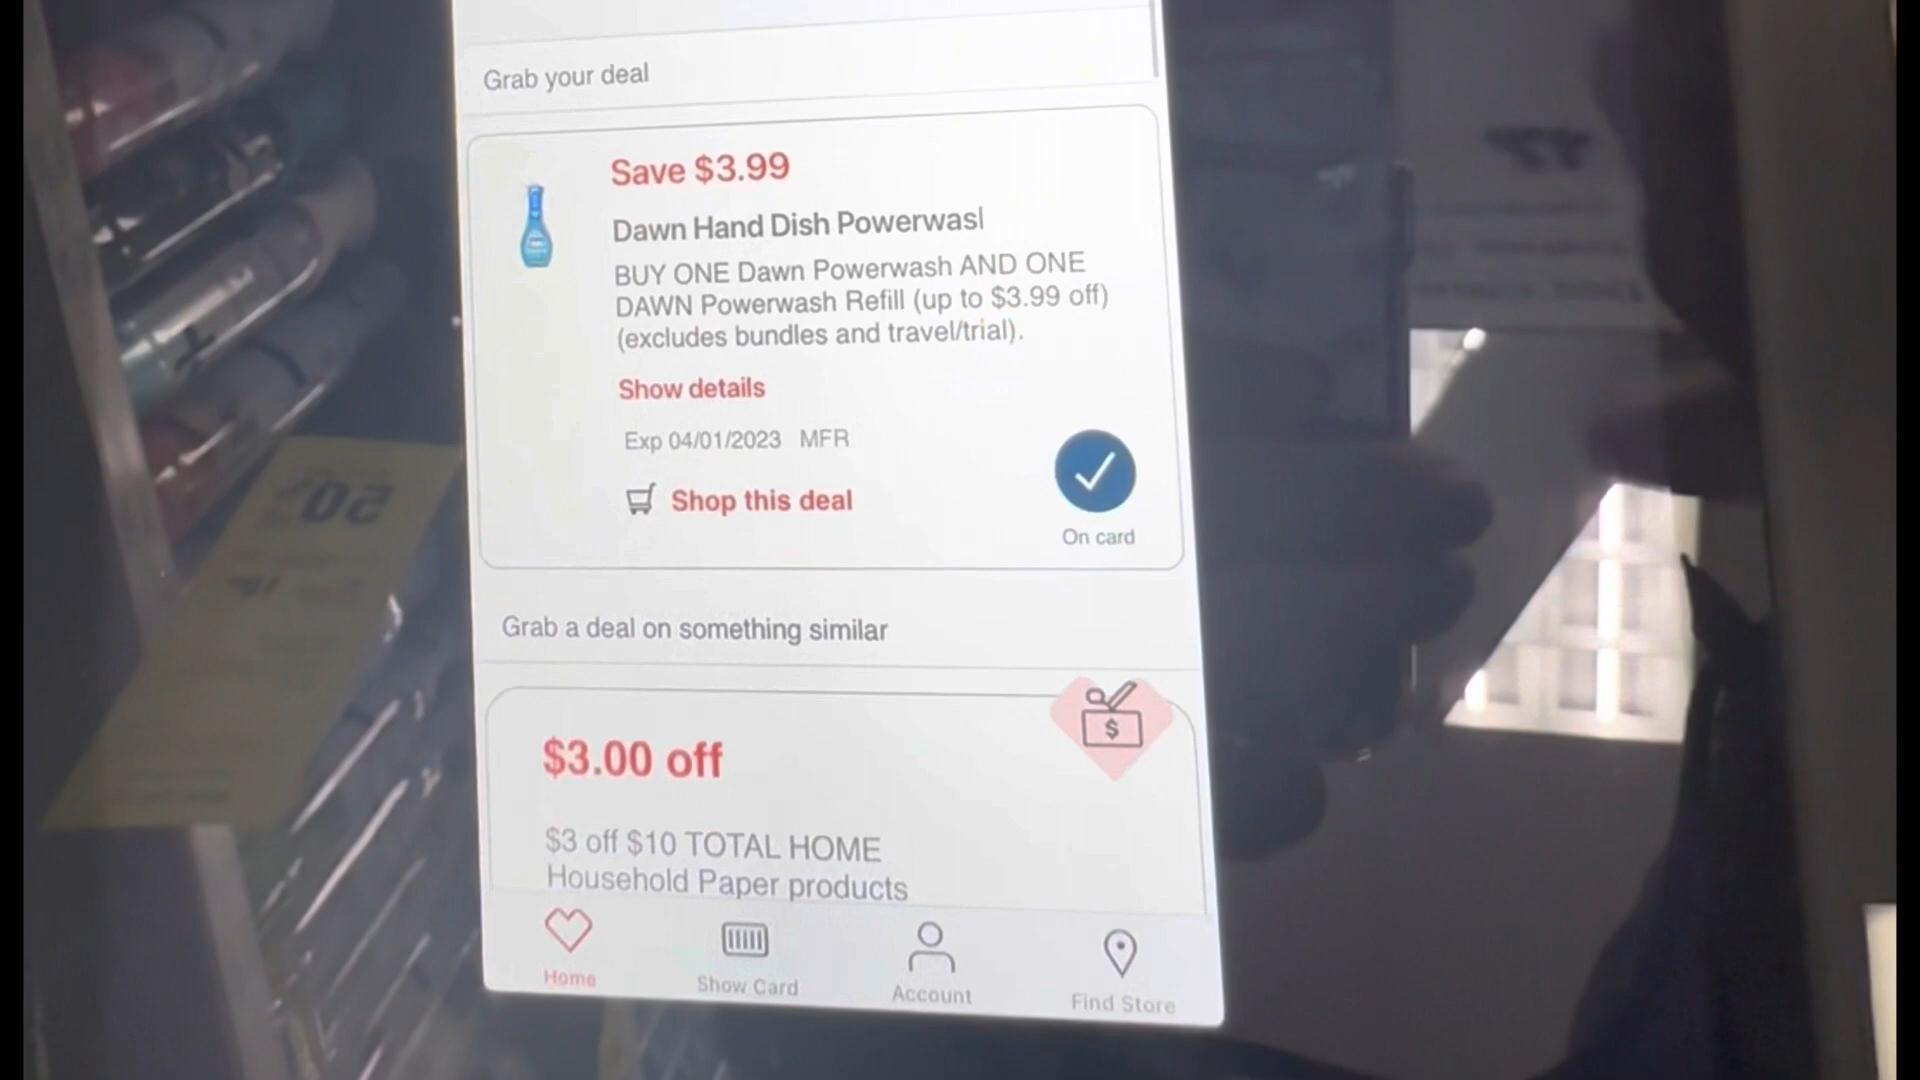 Grab your deal
Save $3.99
Dawn Hand Dish Powerwasl
BUY ONE Dawn Powerwash AND ONE
DAWN Powerwash Refill (up to $3.99 off)
(excludes bundles and travel/trial).
Show details
Exp 04/01/2023 MFR
Shop this deal
On card
Grab a deal on something similar
$
$3.00 off
$3 off $10 TOTAL HOME
Household Paper products
Home
Show Card
Account
Find Store